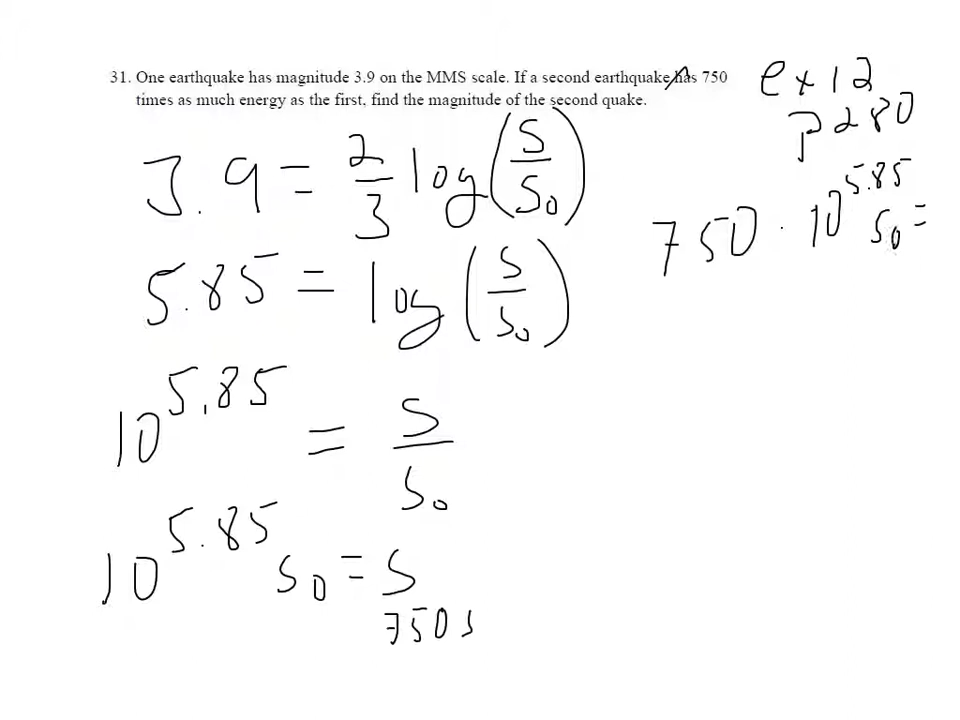 31. One earthquake has magnitude 3.9 on the MMS scale. If a second earthquake has 750
times as much energy as the first, find the magnitude of the second quake.
ex 12
p 280
3.9 = 2/3 log(S/S₀)
750 · 10^5.85 S₀ =
5.85 = log(S/S₀)
10^5.85 = S/S₀
10^5.85 S₀ = S
750 S